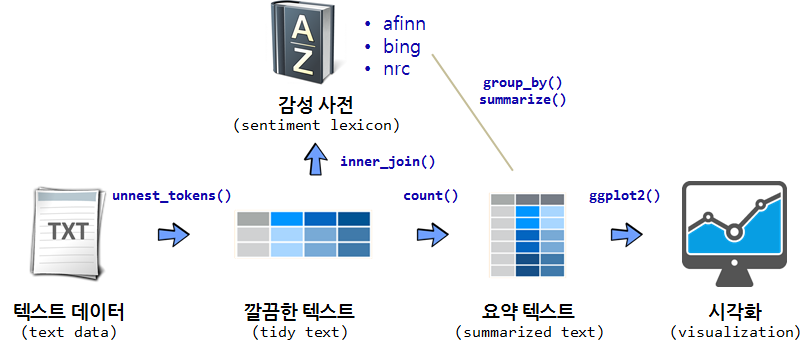 A
Z
• afinn
• bing
• nrc
group_by()
summarize()
감성 사전
(sentiment lexicon)
inner_join()
unnest_tokens()
count()
ggplot2()
TXT
텍스트 데이터
(text data)
깔끔한 텍스트
(tidy text)
요약 텍스트
(summarized text)
시각화
(visualization)